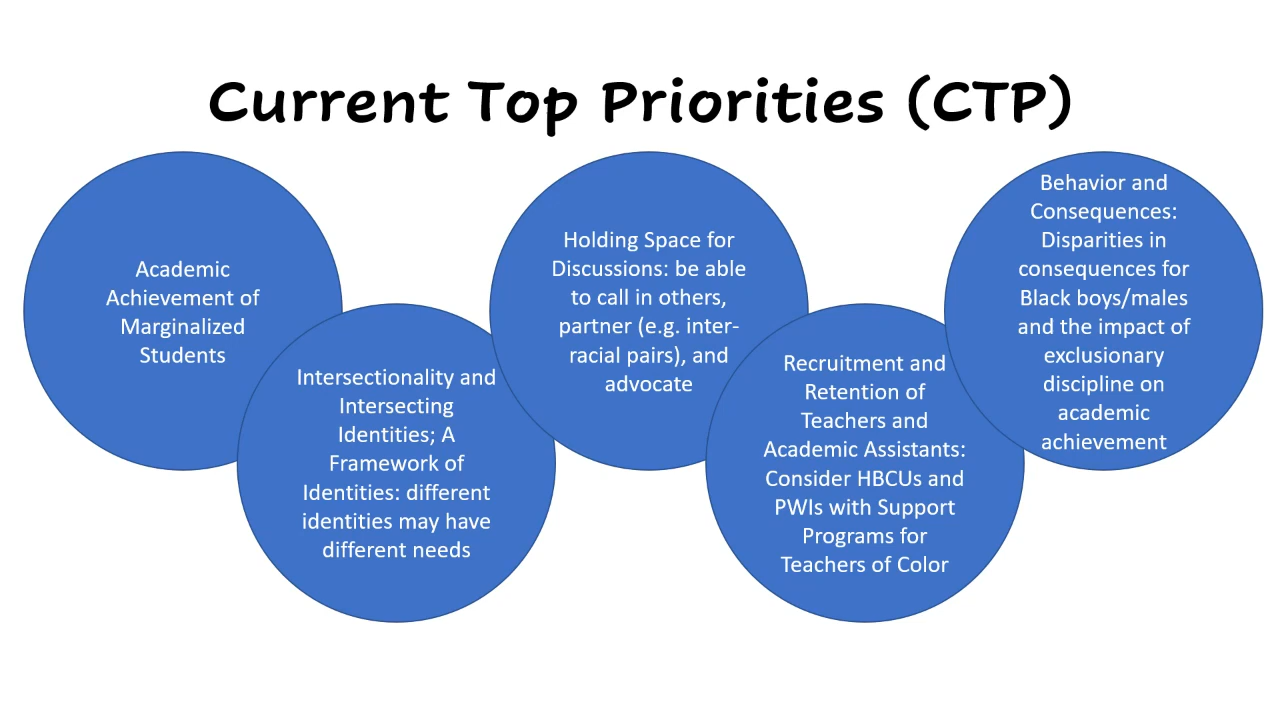 Current Top Priorities (CTP)
Academic
Achievement of
Marginalized
Students
Intersectionality and
Intersecting
Identities; A
Framework of
Identities: different
identities may have
different needs
Holding Space for
Discussions: be able
to call in others,
partner (e.g. inter-
racial pairs), and
advocate
Recruitment and
Retention of
Teachers and
Academic Assistants:
Consider HBCUs and
PWIs with Support
Programs for
Teachers of Color
Behavior and
Consequences:
Disparities in
consequences for
Black boys/males
and the impact of
exclusionary
discipline on
academic
achievement